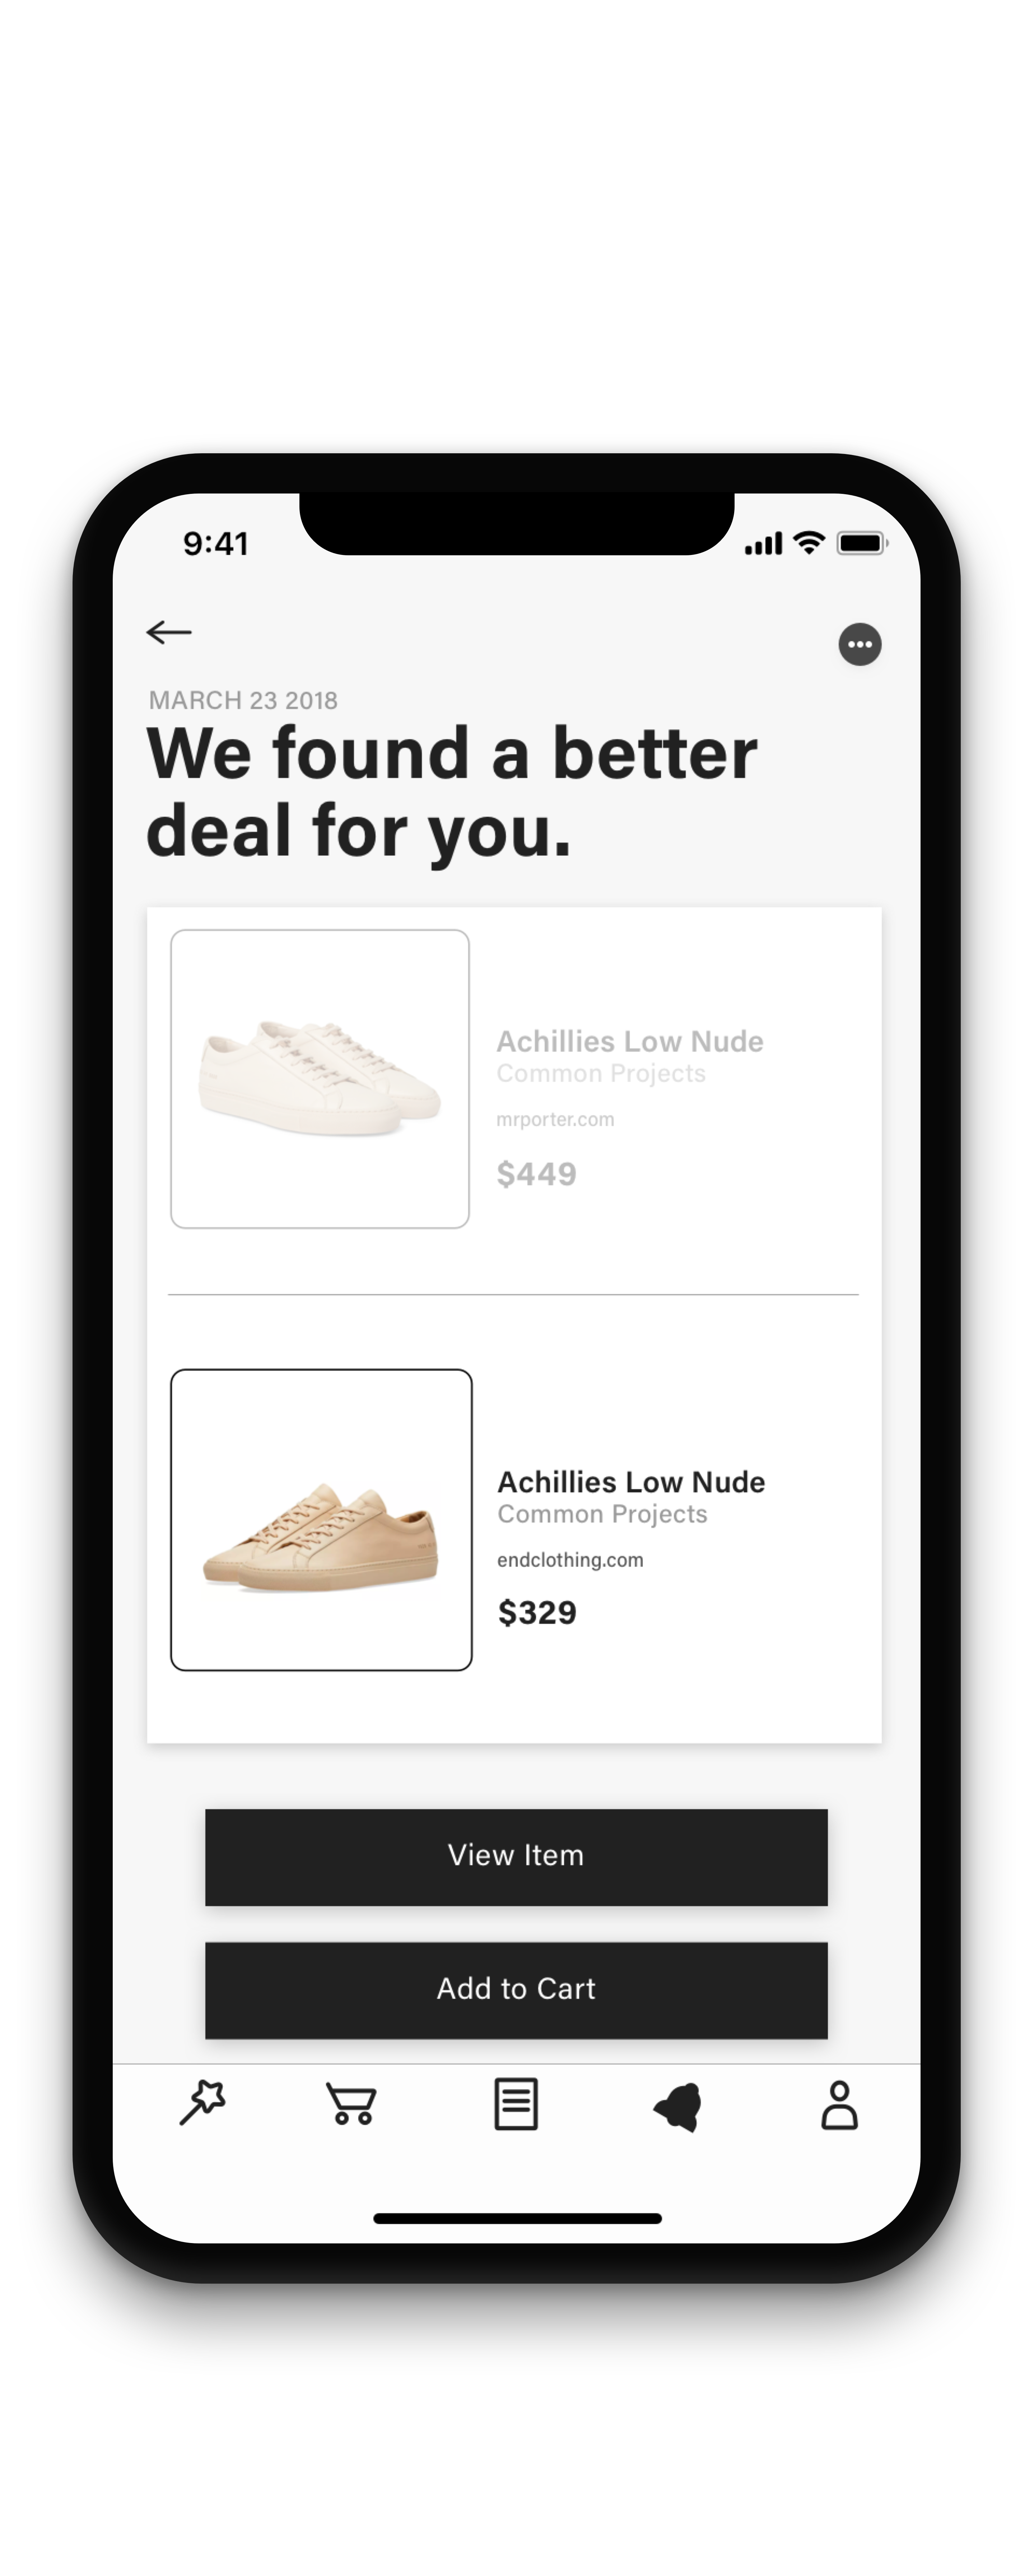 9:41
MARCH 23 2018
We found a better
deal for you.
Achillies Low Nude
Common Projects
mrporter.com
$449
Achillies Low Nude
Common Projects
endclothing.com
$329
View Item
Add to Cart